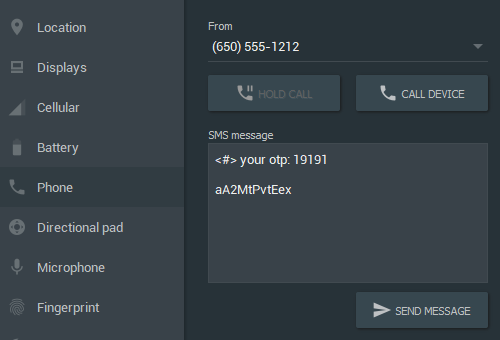 Location
Displays
Cellular
Battery
Phone
Directional pad
Microphone
Fingerprint
From
(650) 555-1212
HOLD CALL
CALL DEVICE
SMS message
<#> your otp: 19191
aA2MtPvtEex
SEND MESSAGE